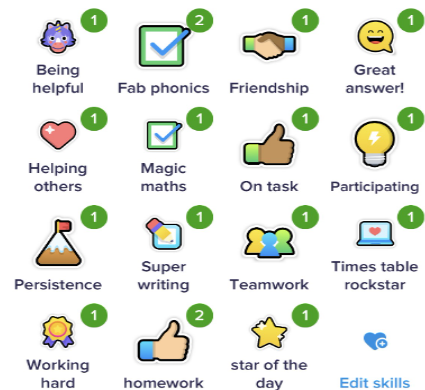 1
2
1
1
Being
helpful
Fab phonics
Friendship
Great
answer!
1
1
1
1
Helping
others
Magic
maths
On task
Participating
1
1
1
1
Persistence
Super
writing
Teamwork
Times table
rockstar
1
2
1
Working
hard
homework
star of the
day
Edit skills